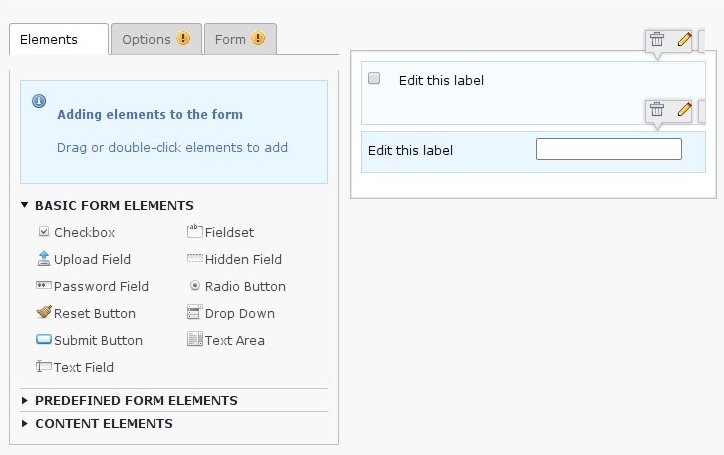 Elements Options Form
Adding elements to the form
Drag or double-click elements to add
BASIC FORM ELEMENTS
Checkbox Fieldset
Upload Field Hidden Field
Password Field Radio Button
Reset Button Drop Down
Submit Button Text Area
Text Field
PREDEFINED FORM ELEMENTS
CONTENT ELEMENTS
Edit this label
Edit this label